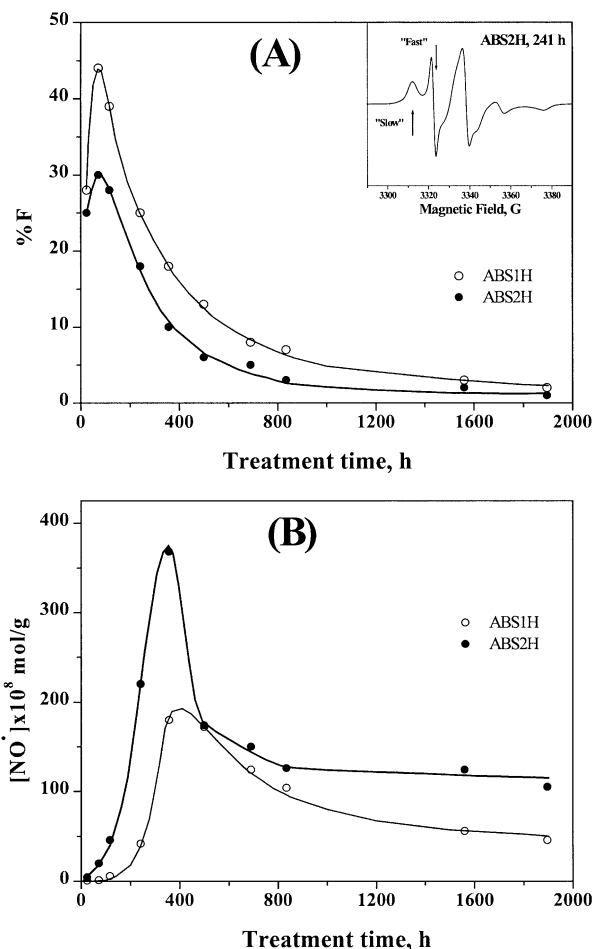 50
40
30
20
10
0
%F
(A)
ABS2H, 241 h
"Fast"
"Slow"
3300 3320 3340 3360 3380
Magnetic Field, G
ABS1H
ABS2H
0 400 800 1200 1600 2000
Treatment time, h
400
300
200
100
0
[NO•]x10⁸ mol/g
(B)
ABS1H
ABS2H
0 400 800 1200 1600 2000
Treatment time, h